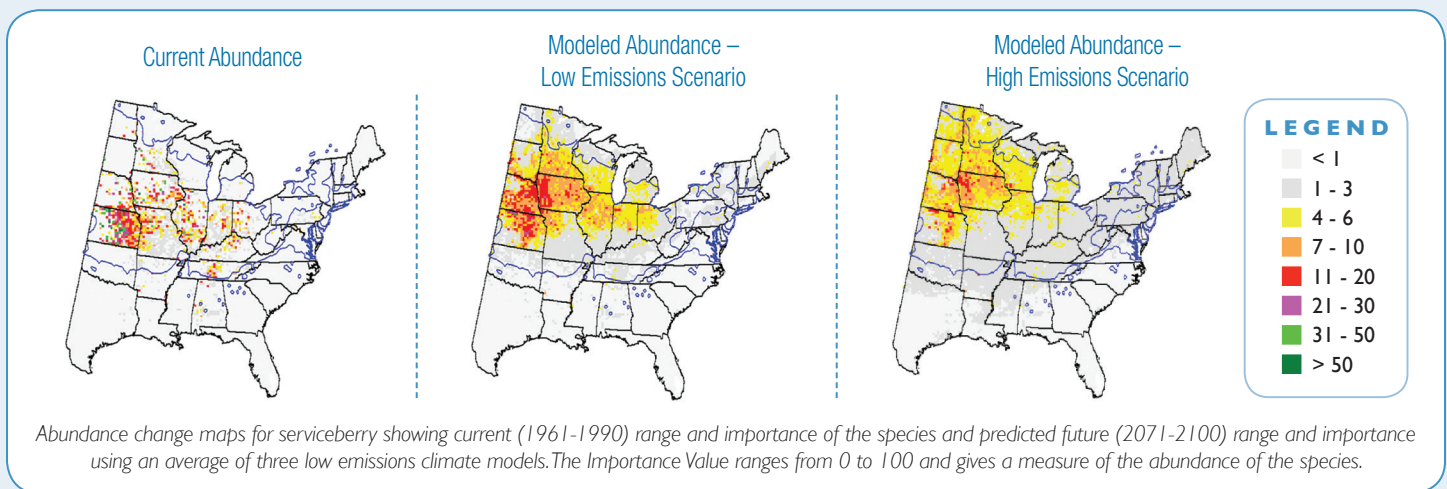 Current Abundance
Modeled Abundance –
Low Emissions Scenario
Modeled Abundance –
High Emissions Scenario
LEGEND
< 1
1 - 3
4 - 6
7 - 10
11 - 20
21 - 30
31 - 50
> 50
Abundance change maps for serviceberry showing current (1961-1990) range and importance of the species and predicted future (2071-2100) range and importance
using an average of three low emissions climate models. The Importance Value ranges from 0 to 100 and gives a measure of the abundance of the species.